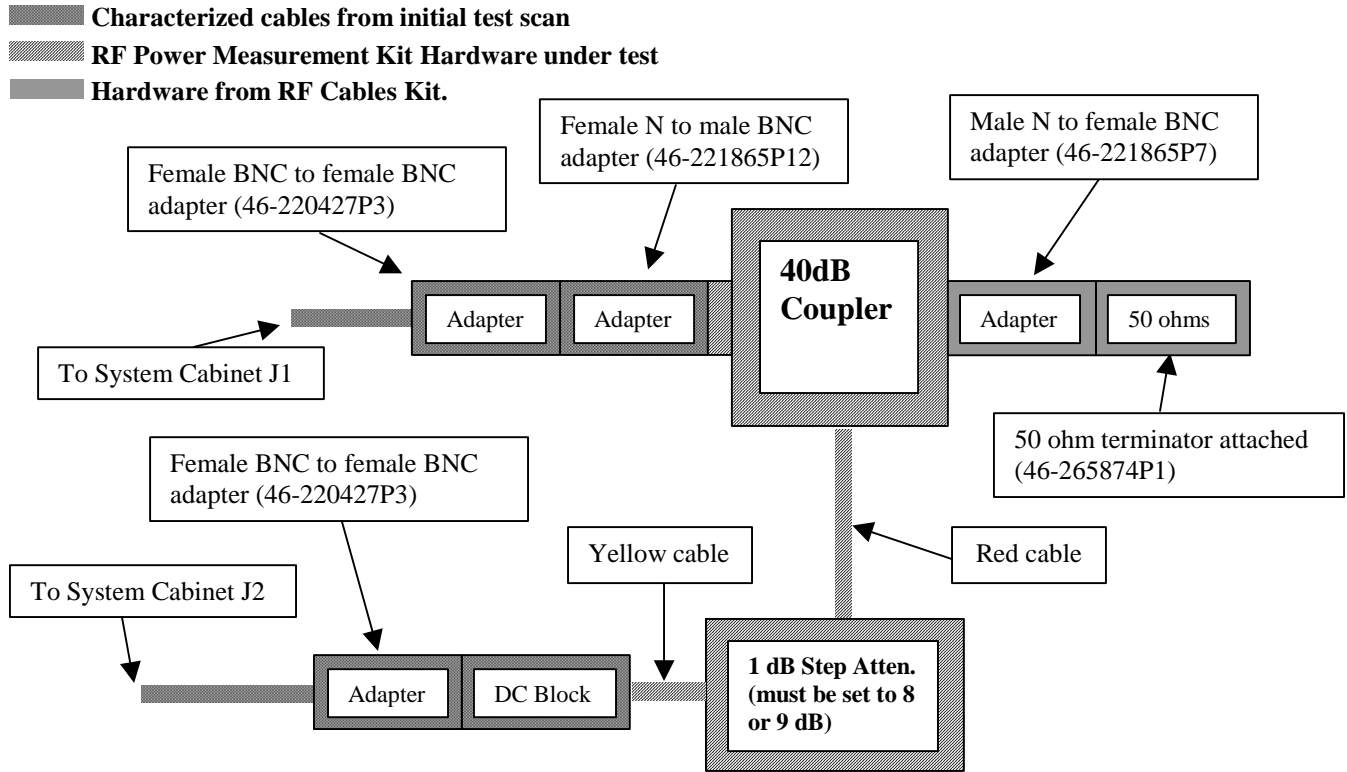 Characterized cables from initial test scan
RF Power Measurement Kit Hardware under test
Hardware from RF Cables Kit.
Female N to male BNC
adapter (46-221865P12)
Male N to female BNC
adapter (46-221865P7)
Female BNC to female BNC
adapter (46-220427P3)
40dB
Coupler
Adapter
Adapter
Adapter
50 ohms
To System Cabinet J1
50 ohm terminator attached
(46-265874P1)
Female BNC to female BNC
adapter (46-220427P3)
Yellow cable
Red cable
To System Cabinet J2
Adapter
DC Block
1 dB Step Atten.
(must be set to 8
or 9 dB)